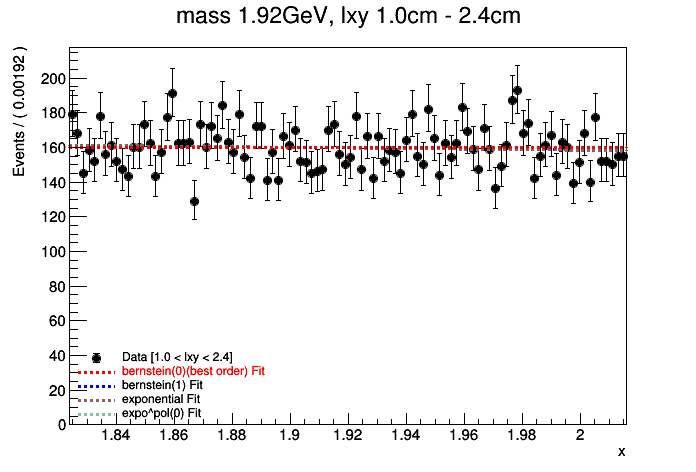 mass 1.92GeV, lxy 1.0cm - 2.4cm
Events / ( 0.00192 )
200
180
160
140
120
100
80
60
40
20
0
Data [1.0 < lxy < 2.4]
bernstein(0)(best order) Fit
bernstein(1) Fit
exponential Fit
expo^pol(0) Fit
1.84 1.86 1.88 1.9 1.92 1.94 1.96 1.98 2
x